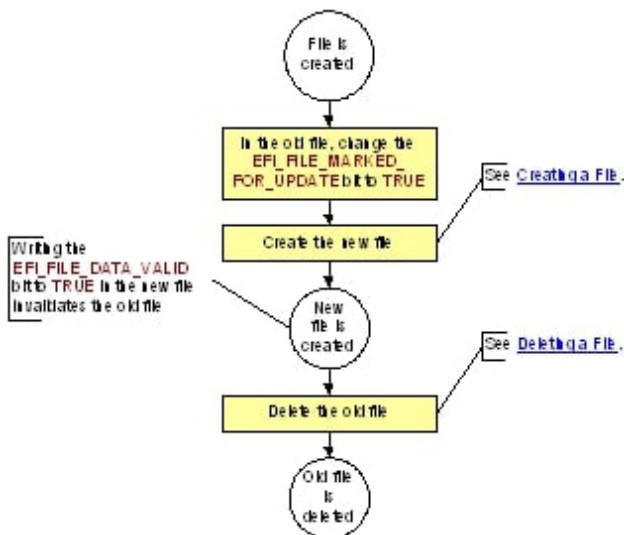 File is
created
In the old file, change the
EFI_FILE_MARKED_
FOR_UPDATE bit to TRUE
See Creating a File.
Create the new file
Writing the
EFI_FILE_DATA_VALID
bit to TRUE in the new file
invalidates the old file
New
file is
created
See Deleting a File.
Delete the old file
Old file
is
deleted